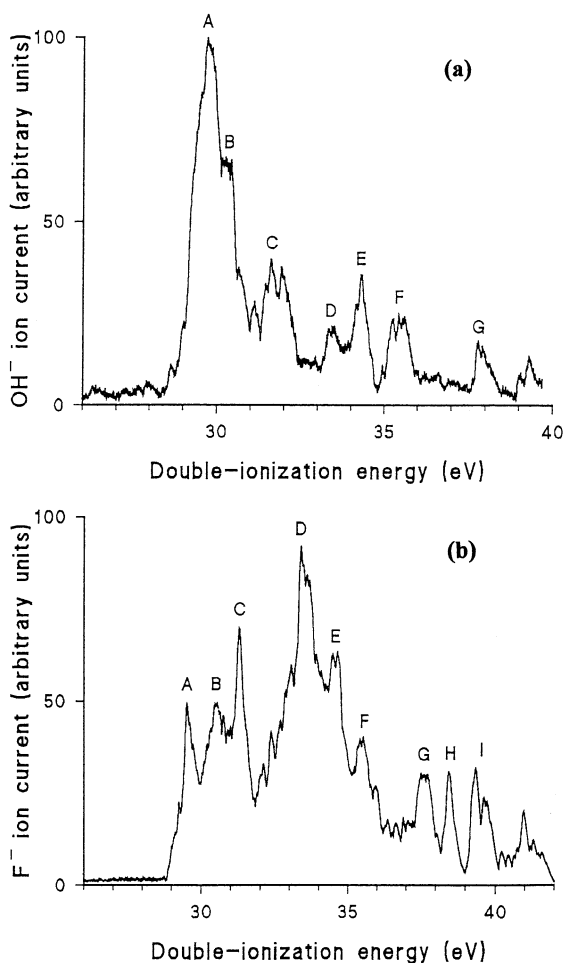 (a)
OH⁻ ion current (arbitrary units)
100
50
0
A
B
C
D
E
F
G
30
35
40
Double-ionization energy (eV)
(b)
F⁻ ion current (arbitrary units)
100
50
0
A
B
C
D
E
F
G
H
I
30
35
40
Double-ionization energy (eV)